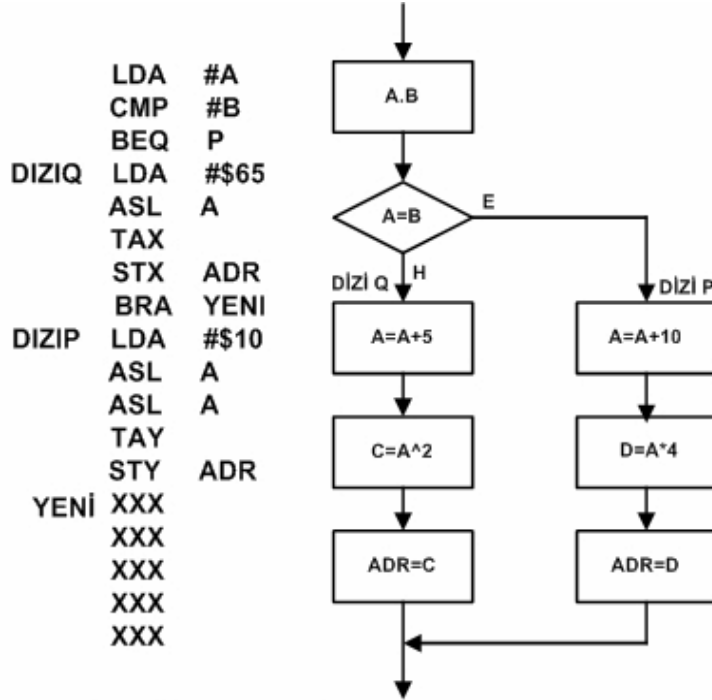 LDA #A
CMP #B
BEQ P
DIZIQ LDA #$65
ASL A
TAX
STX ADR
BRA YENI
DIZIP LDA #$10
ASL A
ASL A
TAY
STY ADR
YENİ XXX
XXX
XXX
XXX
XXX
A.B
A=B
E
H
DİZİ Q
DİZİ P
A=A+5
A=A+10
C=A^2
D=A*4
ADR=C
ADR=D